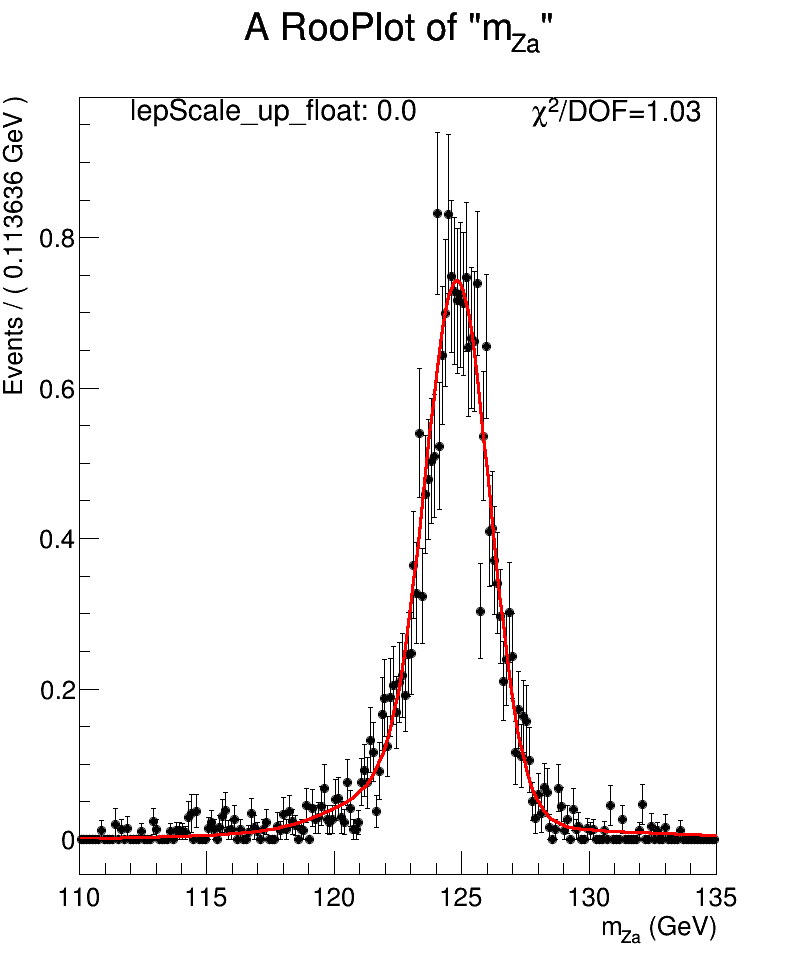 A RooPlot of "m_Za"
lepScale_up_float: 0.0
χ²/DOF=1.03
Events / ( 0.113636 GeV )
0.8
0.6
0.4
0.2
0
110 115 120 125 130 135
m_Za (GeV)